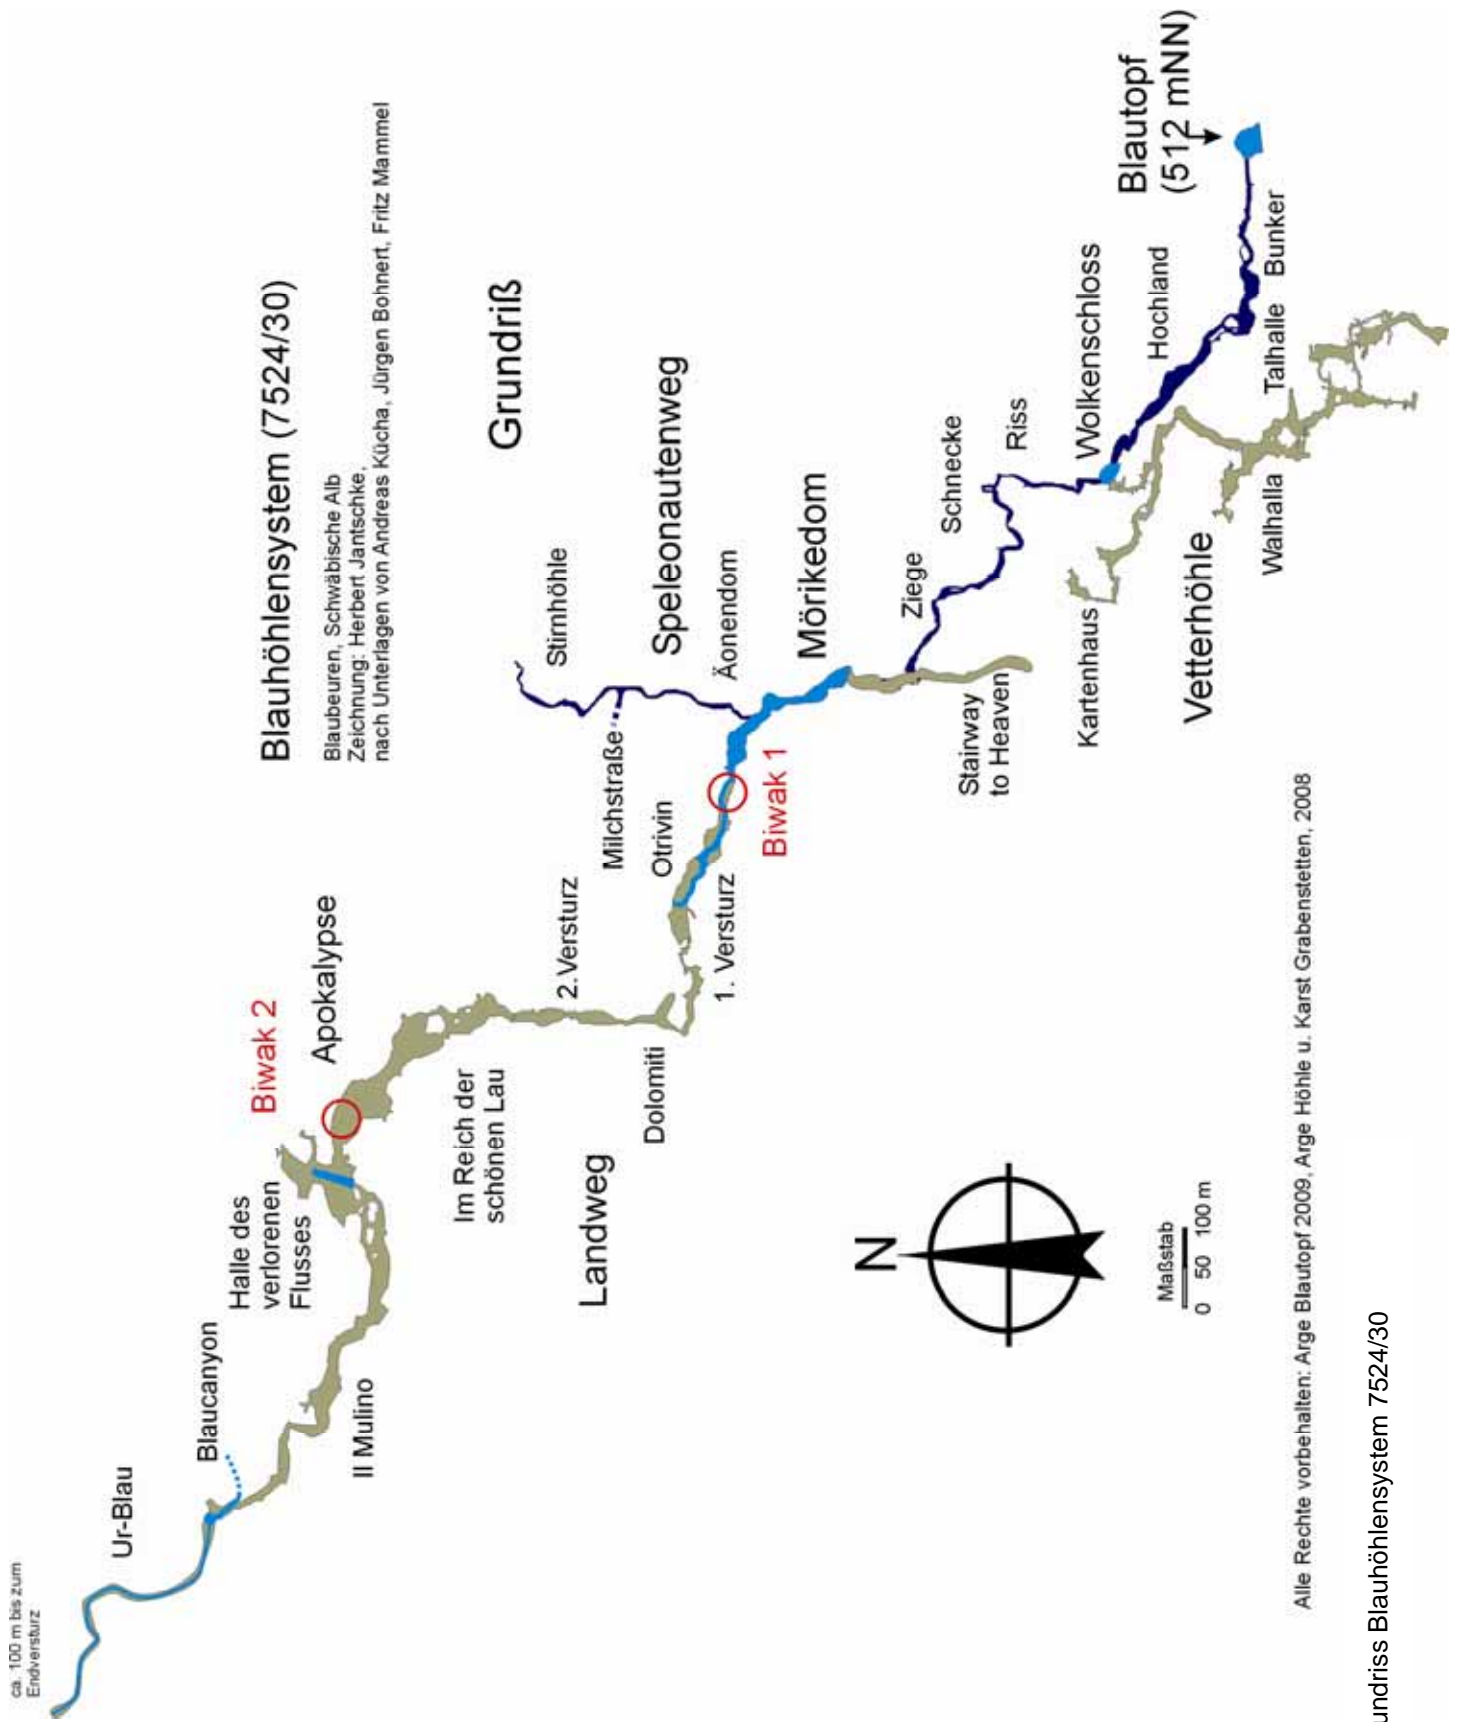 ca. 100 m bis zum
Endversturz
Ur-Blau
Blaucanyon
Il Mulino
Halle des
verlorenen
Flusses
Biwak 2
Apokalypse
Im Reich der
schönen Lau
Landweg
2.Versturz
Dolomiti
1. Versturz
Otrivin
Milchstraße
Biwak 1
Blauhöhlensystem (7524/30)
Blaubeuren, Schwäbische Alb
Zeichnung: Herbert Jantschke,
nach Unterlagen von Andreas Kücha, Jürgen Bohnert, Fritz Mammel
Grundriß
Stirnhöhle
Speleonautenweg
Äonendom
Mörikedom
Ziege
Schnecke
Riss
Stairway
to Heaven
Wolkenschloss
Hochland
Blautopf
(512 mNN)
Talhalle
Bunker
Kartenhaus
Vetterhöhle
Walhalla
N
Maßstab
0 50 100 m
Alle Rechte vorbehalten: Arge Blautopf 2009, Arge Höhle u. Karst Grabenstetten, 2008
undriss Blauhöhlensystem 7524/30